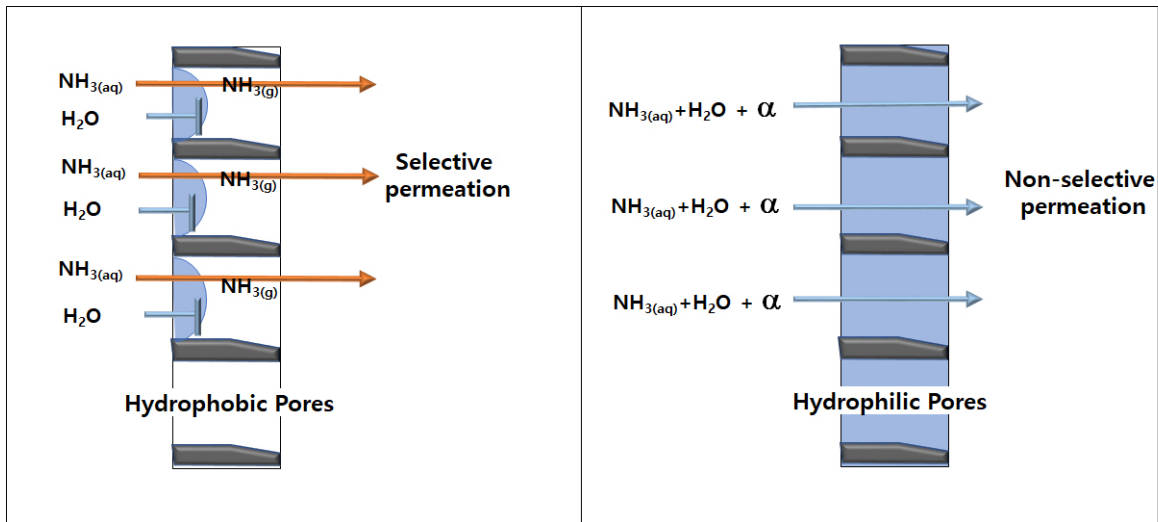 NH₃(aq)
NH₃(g)
H₂O
NH₃(aq)
NH₃(g)
H₂O
NH₃(aq)
NH₃(g)
H₂O
Selective
permeation
Hydrophobic Pores
NH₃(aq)+H₂O + α
NH₃(aq)+H₂O + α
NH₃(aq)+H₂O + α
Non-selective
permeation
Hydrophilic Pores